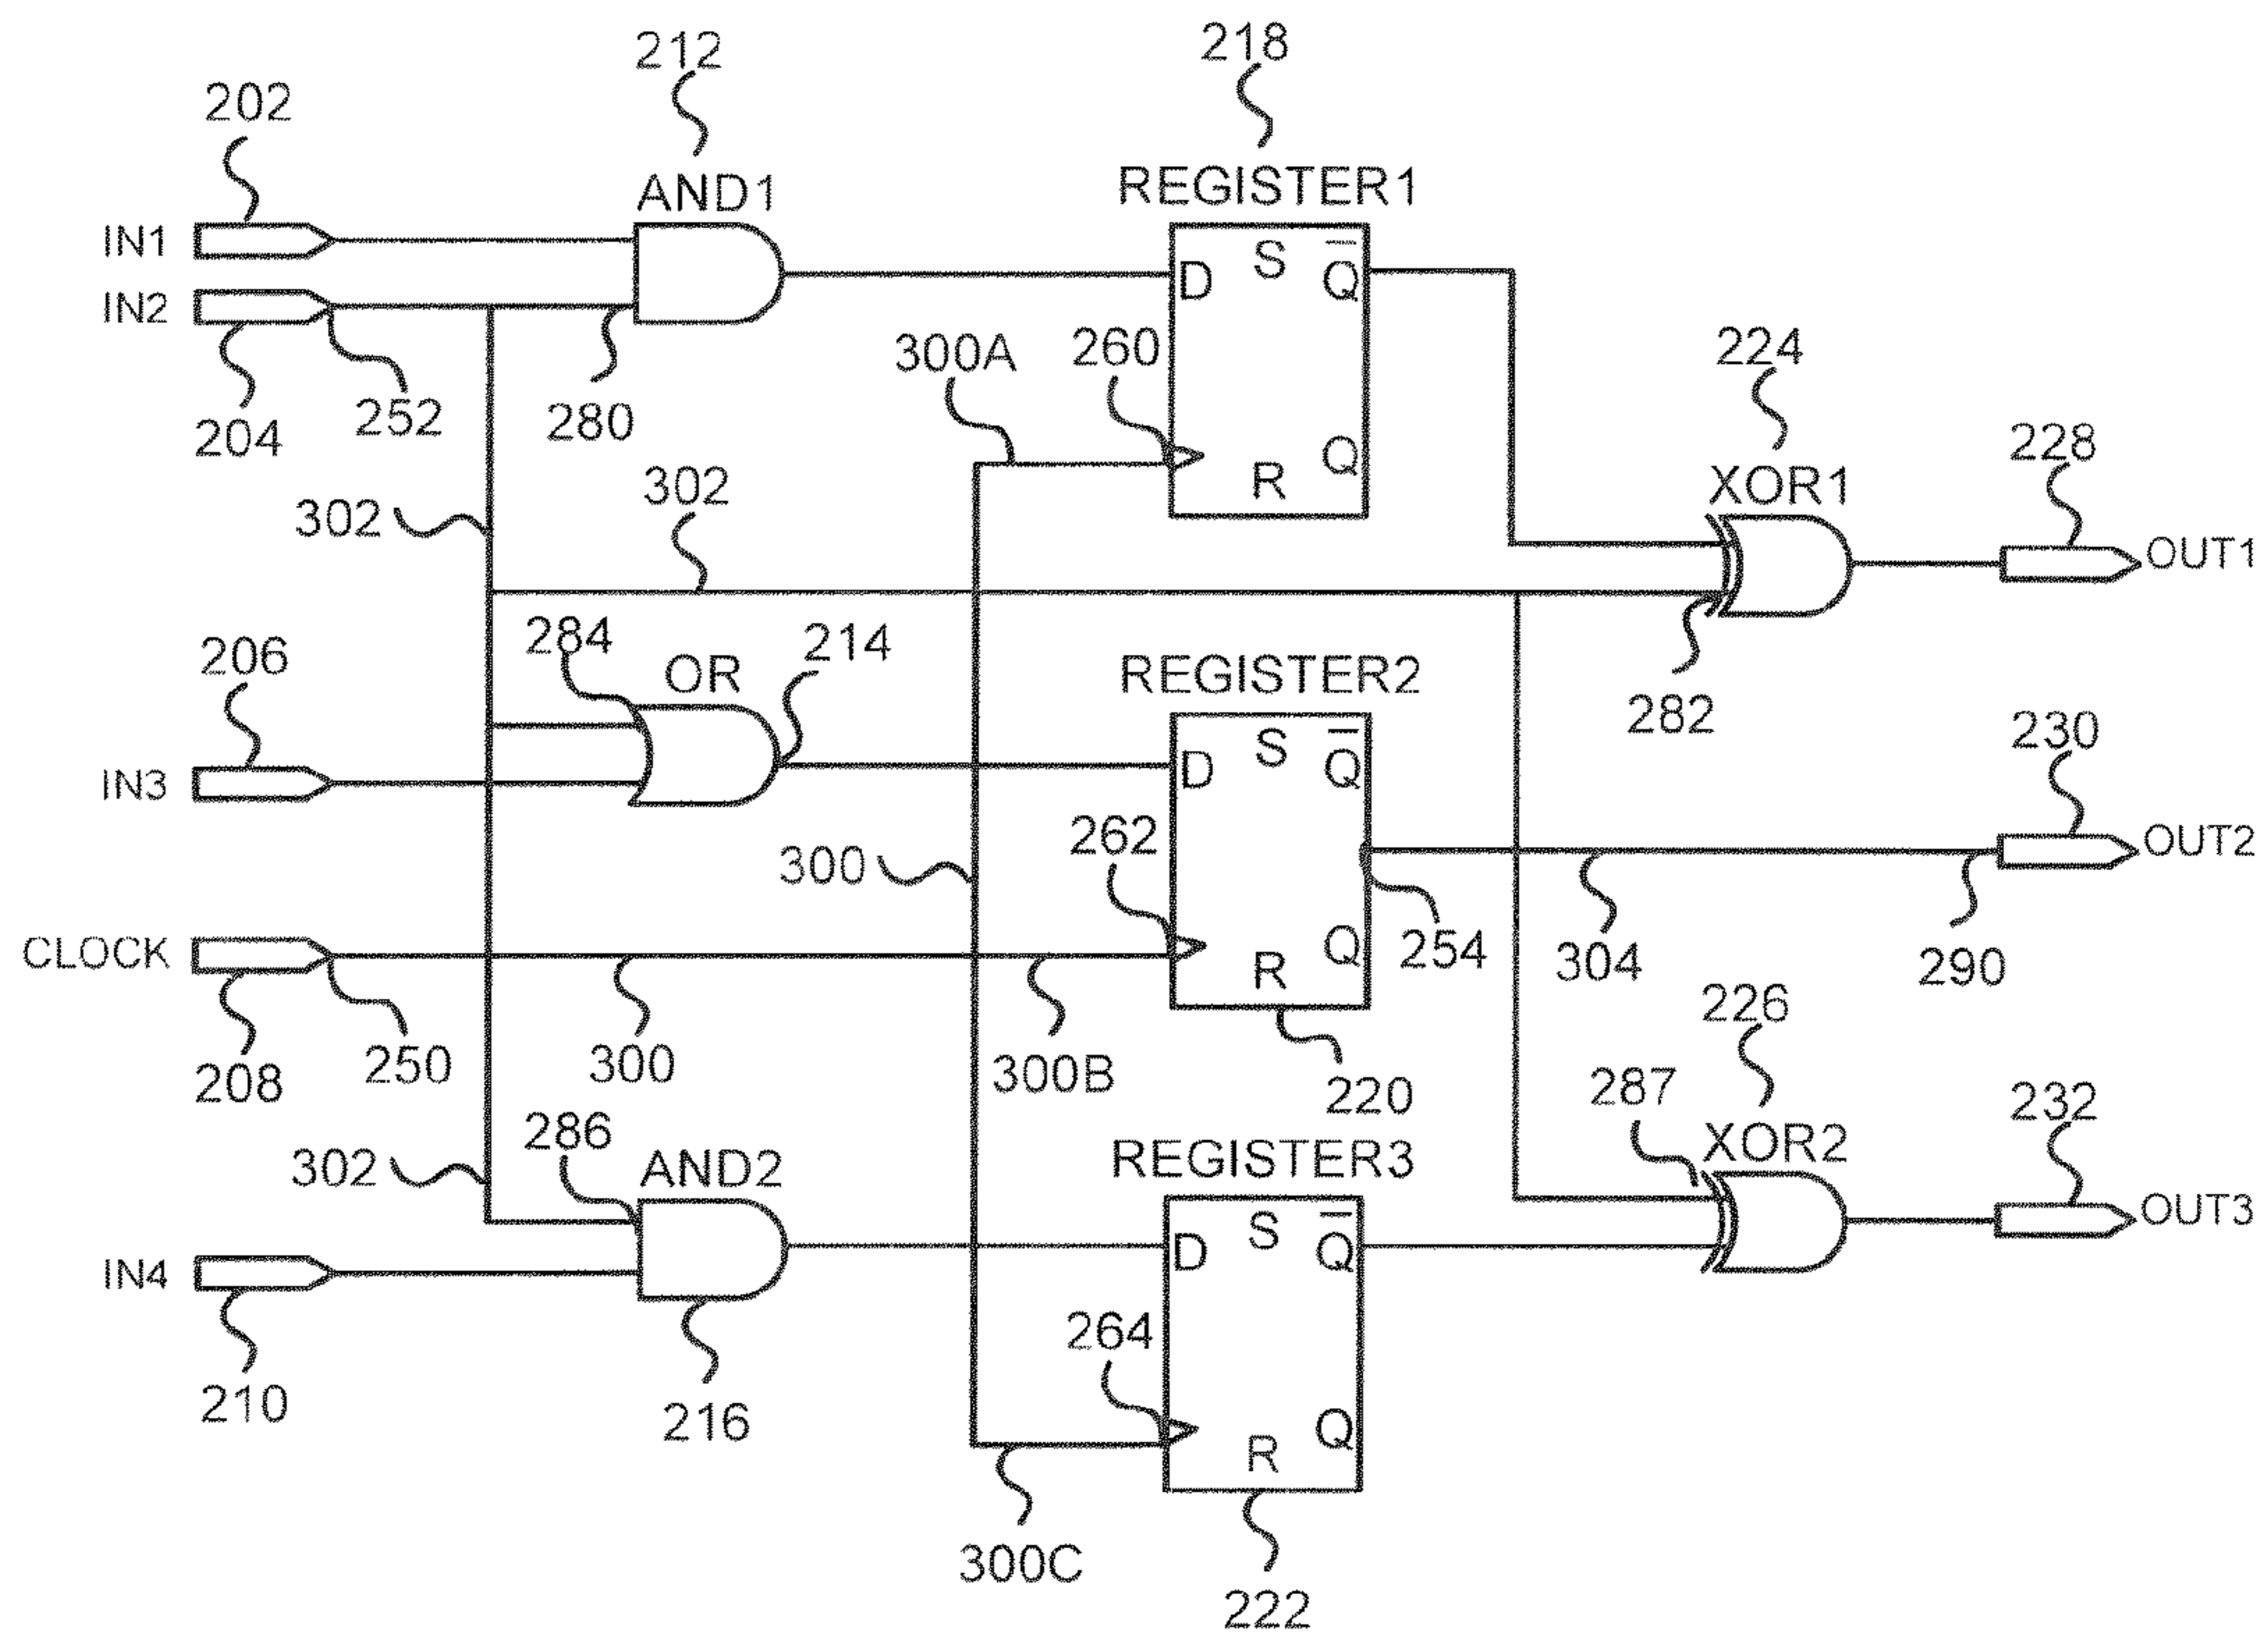 212
218
202
AND1
REGISTER1
IN1
D S Q̅
IN2
300A 260
224
204 252 280
R Q
228
302 302
XOR1
OUT1
284 OR 214
REGISTER2
206
282
230
D S Q̅
IN3
262
OUT2
300
CLOCK
R Q
254 304 290
226
208 250 300 300B
220
287
232
286
302 AND2
REGISTER3
XOR2
OUT3
D S Q̅
IN4
264
210 216
R Q
300C
222